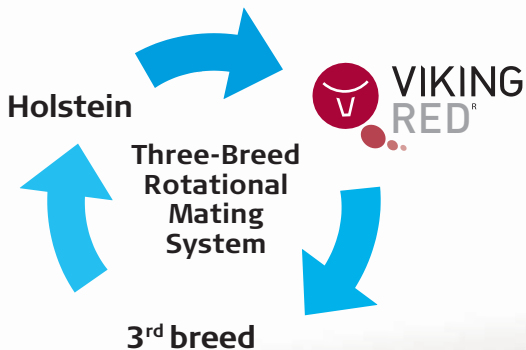 Holstein
VIKING
RED®
Three-Breed
Rotational
Mating
System
3rd breed